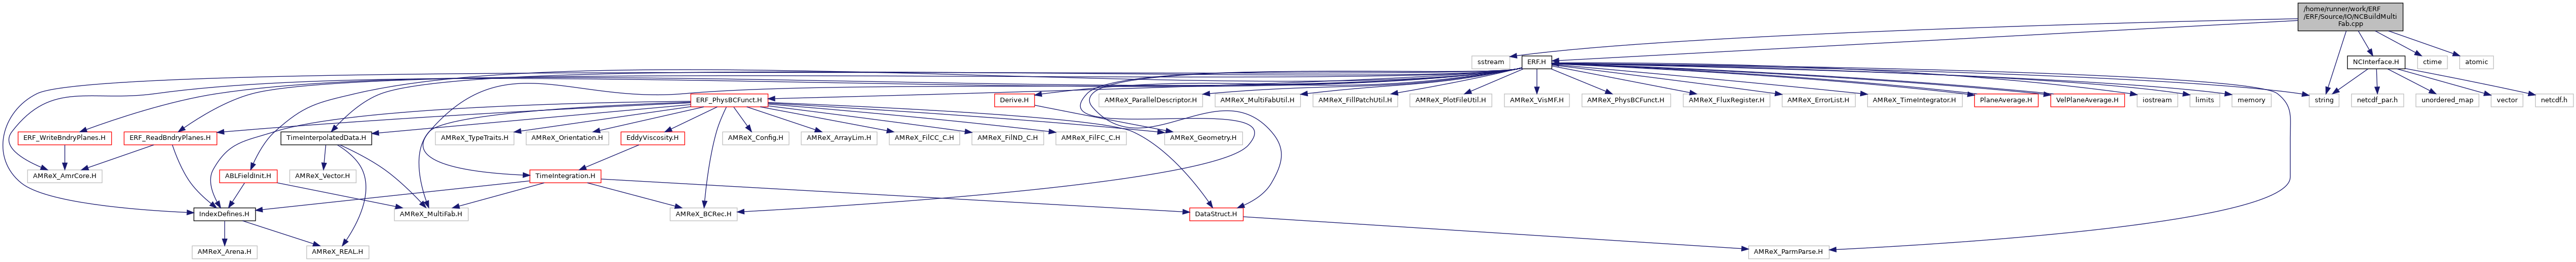 /home/runner/work/ERF
/ERF/Source/IO/NCBuildMulti
Fab.cpp
sstream
ERF.H
string
NCInterface.H
ctime
atomic
ERF_PhysBCFunct.H
Derive.H
AMReX_ParallelDescriptor.H
AMReX_MultiFabUtil.H
AMReX_FillPatchUtil.H
AMReX_PlotFileUtil.H
AMReX_VisMF.H
AMReX_PhysBCFunct.H
AMReX_FluxRegister.H
AMReX_ErrorList.H
AMReX_TimeIntegrator.H
PlaneAverage.H
VelPlaneAverage.H
iostream
limits
memory
netcdf_par.h
unordered_map
vector
netcdf.h
ERF_WriteBndryPlanes.H
ERF_ReadBndryPlanes.H
TimeInterpolatedData.H
AMReX_TypeTraits.H
AMReX_Orientation.H
EddyViscosity.H
AMReX_Config.H
AMReX_ArrayLim.H
AMReX_FilCC_C.H
AMReX_FilND_C.H
AMReX_FilFC_C.H
AMReX_Geometry.H
AMReX_AmrCore.H
ABLFieldInit.H
AMReX_Vector.H
TimeIntegration.H
IndexDefines.H
AMReX_MultiFab.H
AMReX_BCRec.H
DataStruct.H
AMReX_Arena.H
AMReX_REAL.H
AMReX_ParmParse.H